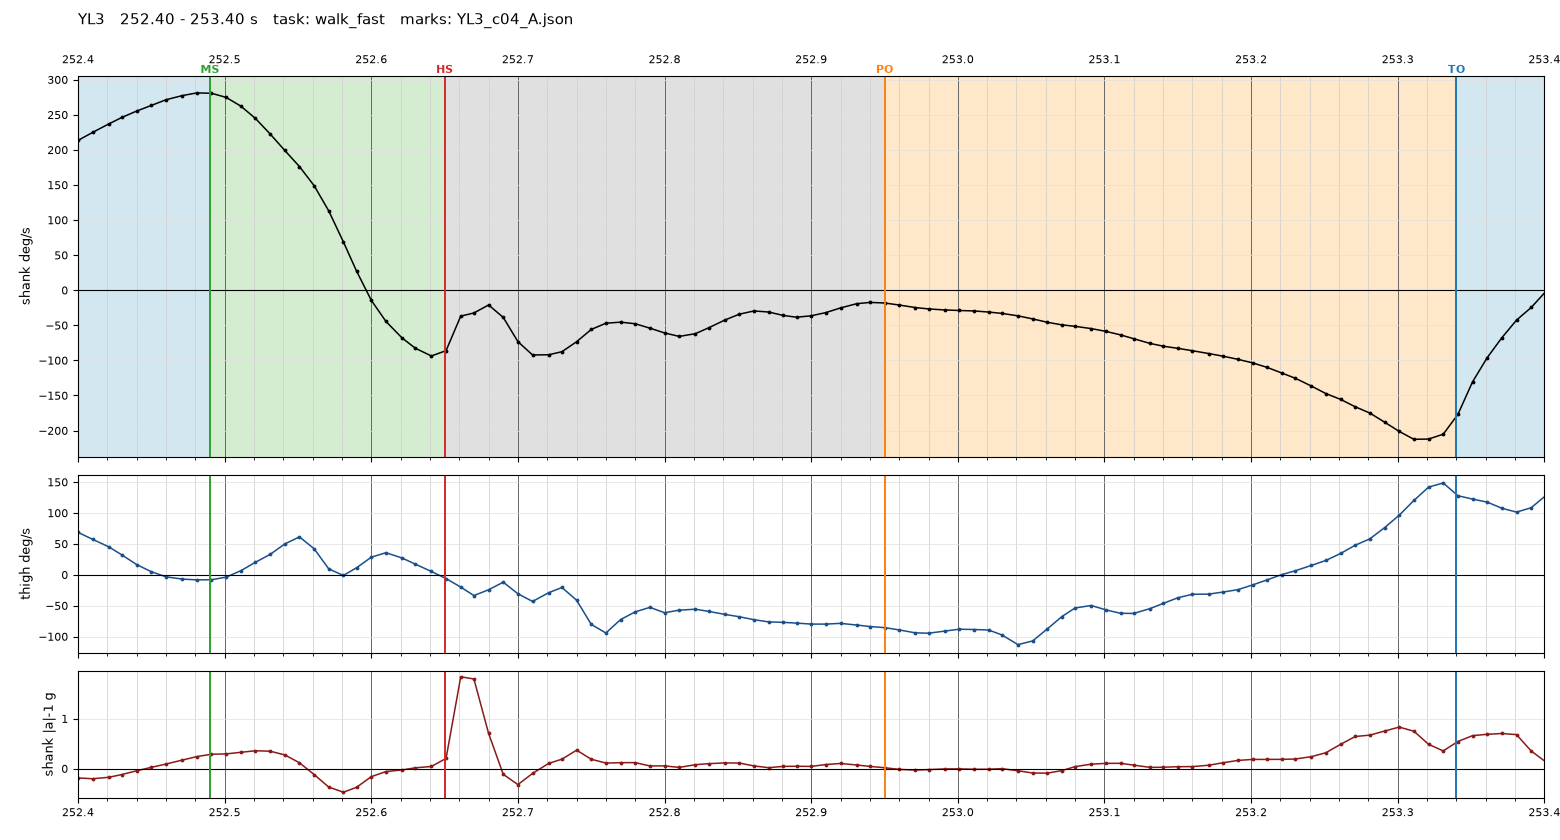 YL3   252.40 - 253.40 s   task: walk_fast   marks: YL3_c04_A.json
252.4 252.5 252.6 252.7 252.8 252.9 253.0 253.1 253.2 253.3 253.4
MS HS PO TO
300
250
200
150
100
50
0
−50
−100
−150
−200
shank deg/s
150
100
50
0
−50
−100
thigh deg/s
1
0
shank |a|-1 g
252.4 252.5 252.6 252.7 252.8 252.9 253.0 253.1 253.2 253.3 253.4